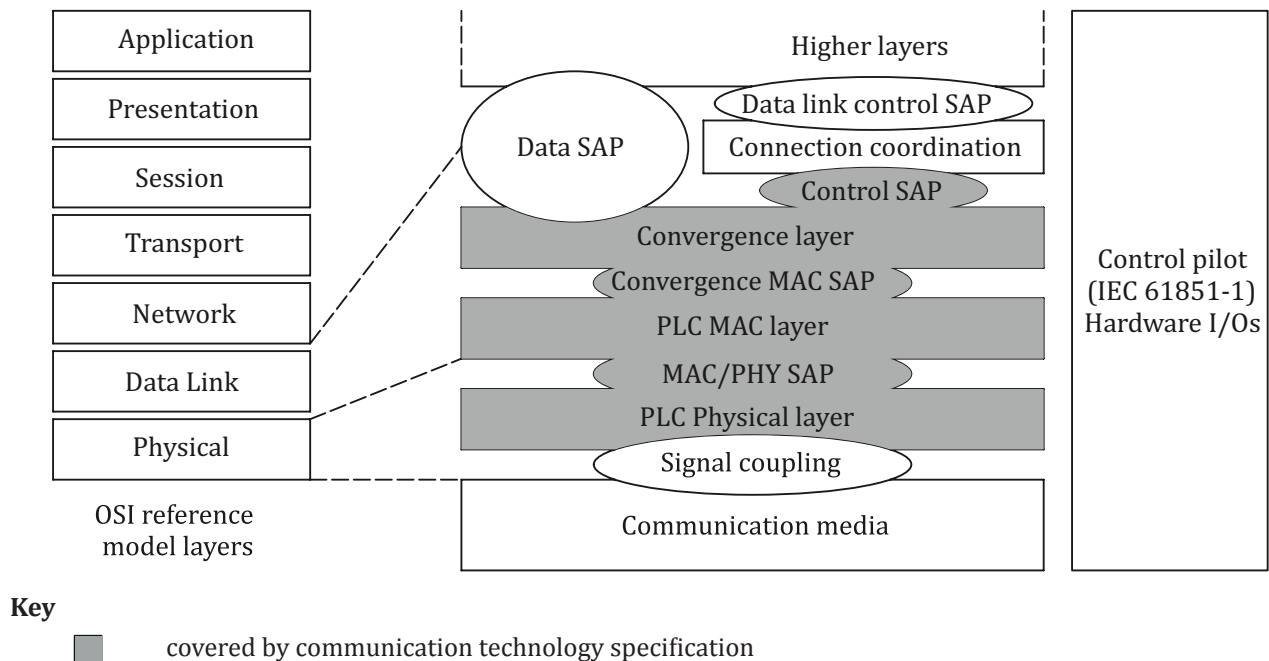 Application
Presentation
Session
Transport
Network
Data Link
Physical
OSI reference
model layers
Higher layers
Data link control SAP
Data SAP
Connection coordination
Control SAP
Convergence layer
Convergence MAC SAP
PLC MAC layer
MAC/PHY SAP
PLC Physical layer
Signal coupling
Communication media
Control pilot
(IEC 61851-1)
Hardware I/Os
Key
covered by communication technology specification